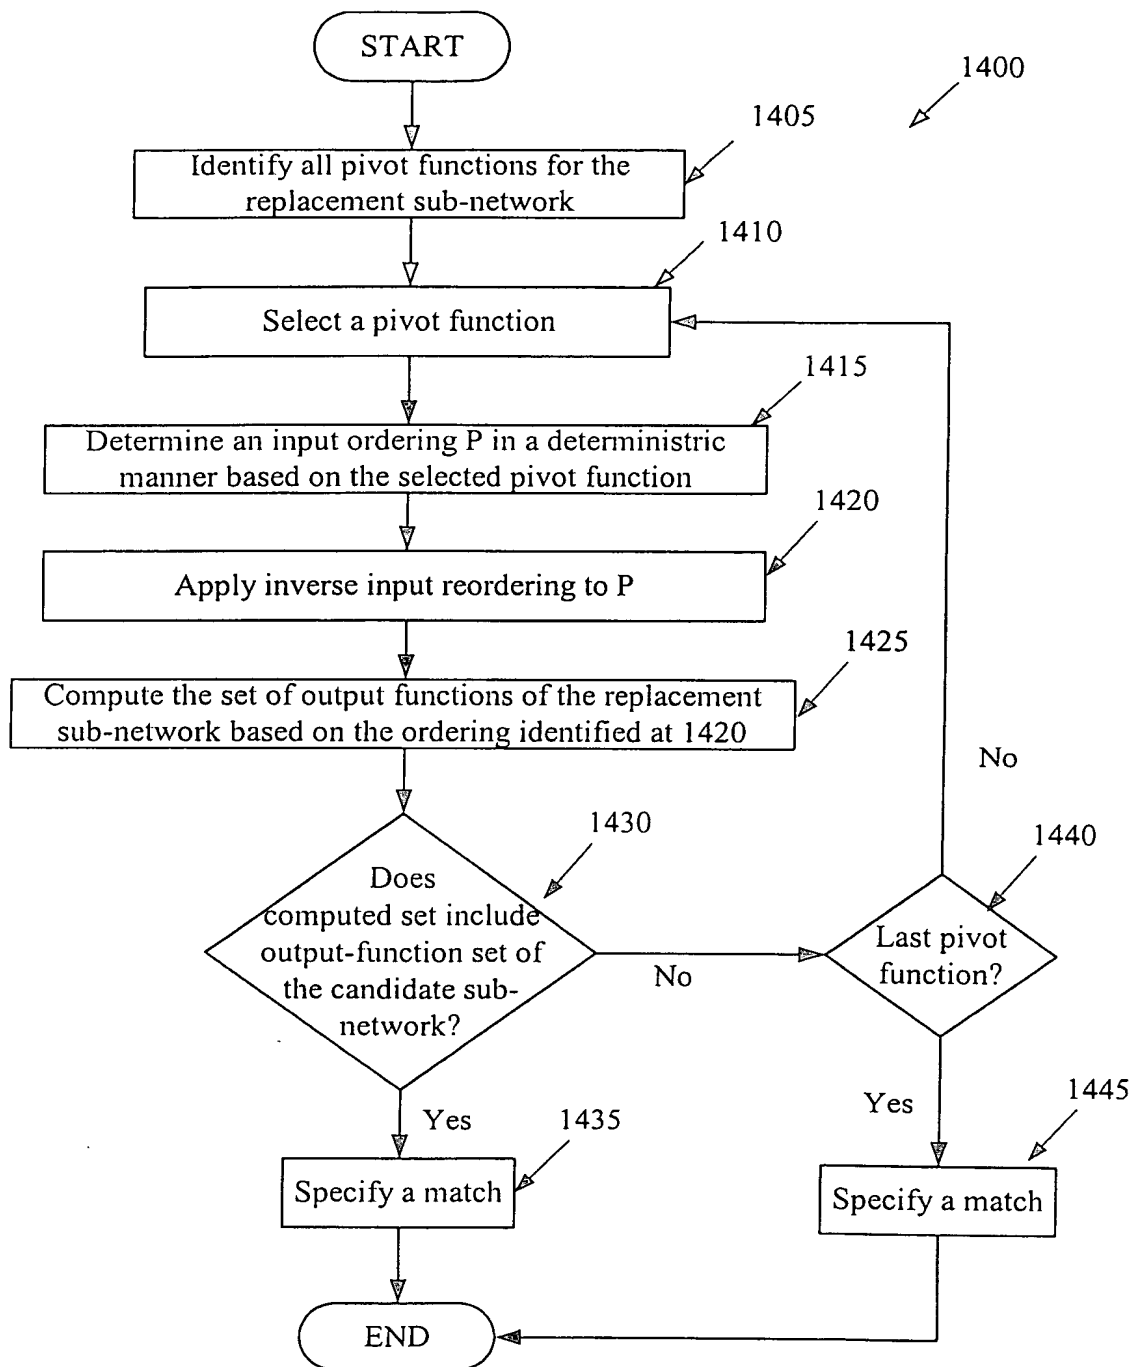 START
1400
1405
Identify all pivot functions for the
replacement sub-network
1410
Select a pivot function
1415
Determine an input ordering P in a deterministric
manner based on the selected pivot function
1420
Apply inverse input reordering to P
1425
Compute the set of output functions of the replacement
sub-network based on the ordering identified at 1420
No
1430
1440
Does
computed set include
output-function set of
the candidate sub-
network?
No
Last pivot
function?
Yes
1435
Yes
1445
Specify a match
Specify a match
END